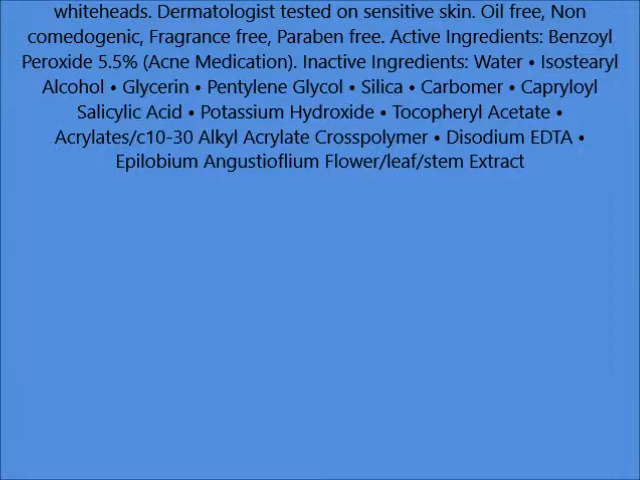 whiteheads. Dermatologist tested on sensitive skin. Oil free, Non
comedogenic, Fragrance free, Paraben free. Active Ingredients: Benzoyl
Peroxide 5.5% (Acne Medication). Inactive Ingredients: Water • Isostearyl
Alcohol • Glycerin • Pentylene Glycol • Silica • Carbomer • Capryloyl
Salicylic Acid • Potassium Hydroxide • Tocopheryl Acetate •
Acrylates/c10-30 Alkyl Acrylate Crosspolymer • Disodium EDTA •
Epilobium Angustioflium Flower/leaf/stem Extract